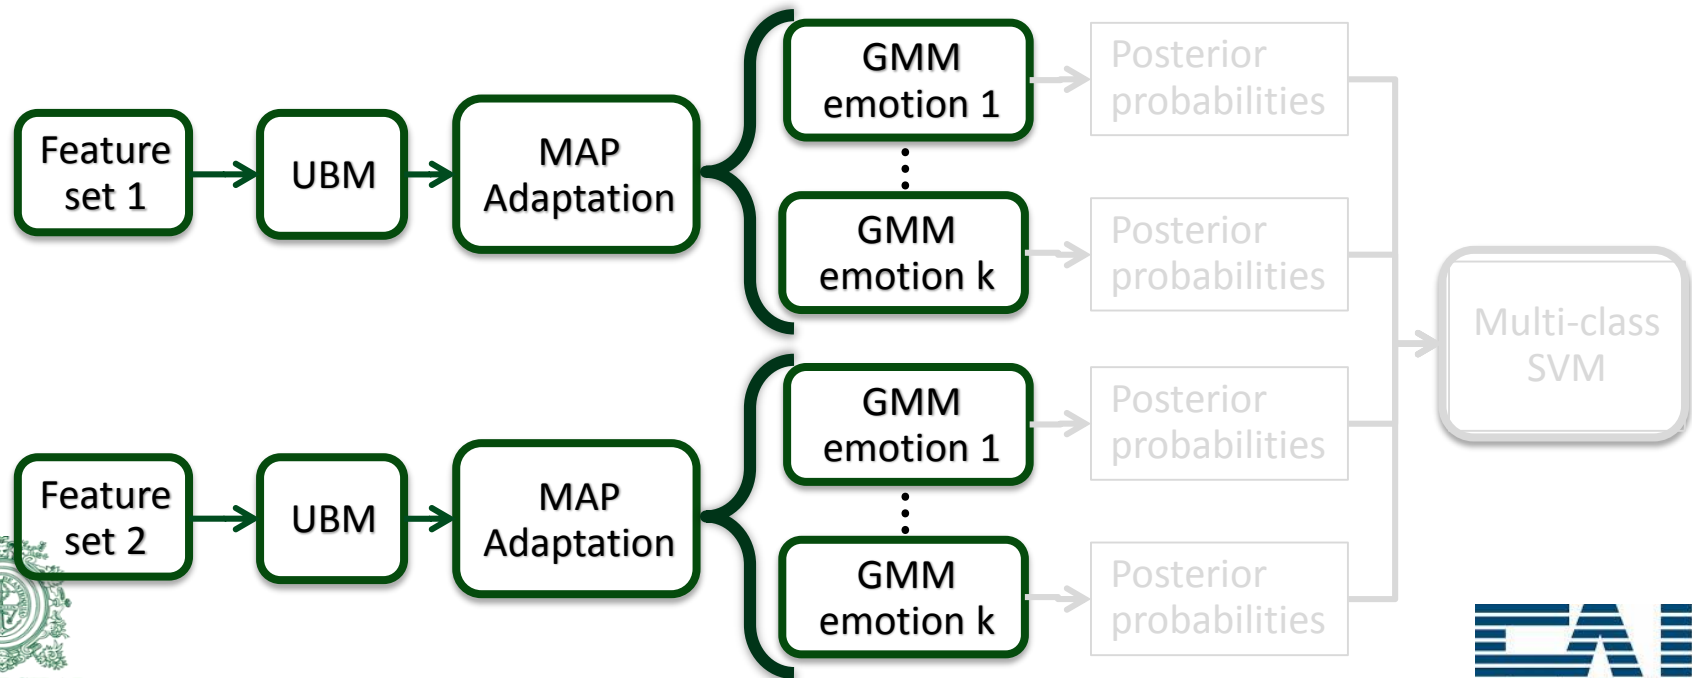 Feature
set 1
UBM
MAP
Adaptation
GMM
emotion 1
GMM
emotion k
Posterior
probabilities
Posterior
probabilities
Feature
set 2
UBM
MAP
Adaptation
GMM
emotion 1
GMM
emotion k
Posterior
probabilities
Posterior
probabilities
Multi-class
SVM